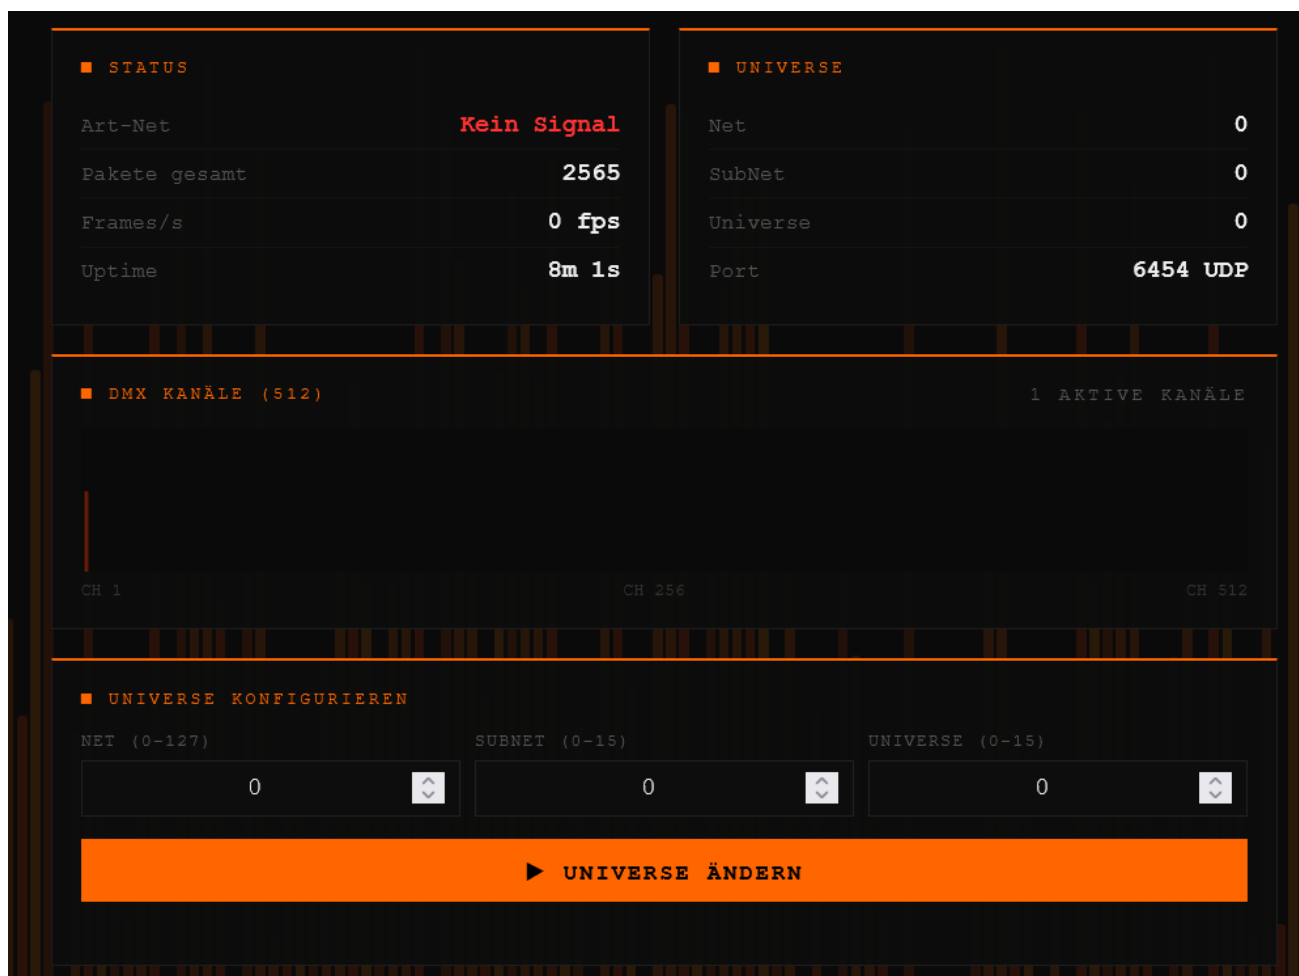 STATUS
Art-Net Kein Signal
Pakete gesamt 2565
Frames/s 0 fps
Uptime 8m 1s
UNIVERSE
Net 0
SubNet 0
Universe 0
Port 6454 UDP
DMX KANÄLE (512) 1 AKTIVE KANÄLE
CH 1 CH 256 CH 512
UNIVERSE KONFIGURIEREN
NET (0-127) SUBNET (0-15) UNIVERSE (0-15)
0 0 0
▶ UNIVERSE ÄNDERN